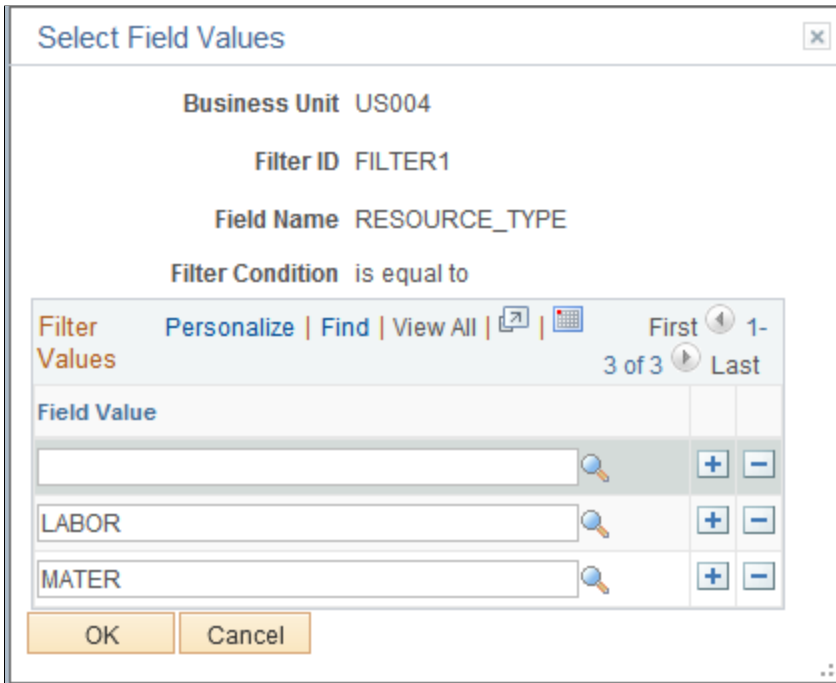 Select Field Values
Business Unit US004
Filter ID FILTER1
Field Name RESOURCE_TYPE
Filter Condition is equal to
Filter Values Personalize | Find | View All | | First 1-3 of 3 Last
Field Value
LABOR
MATER
OK Cancel